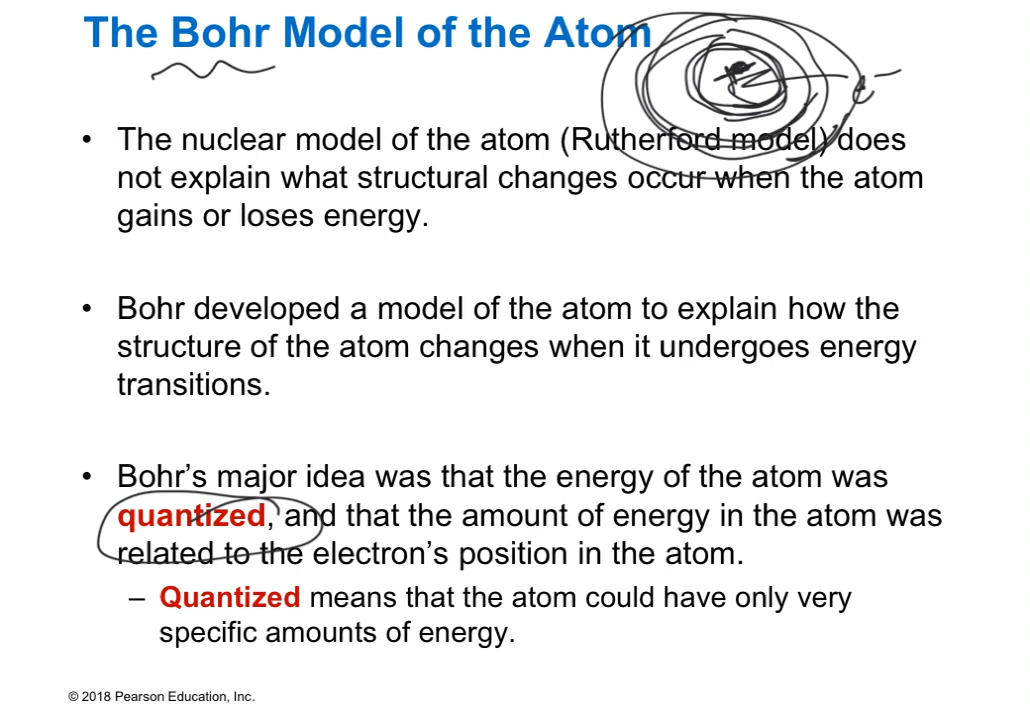 The Bohr Model of the Atom
• The nuclear model of the atom (Rutherford model) does
not explain what structural changes occur when the atom
gains or loses energy.
• Bohr developed a model of the atom to explain how the
structure of the atom changes when it undergoes energy
transitions.
• Bohr’s major idea was that the energy of the atom was
quantized, and that the amount of energy in the atom was
related to the electron’s position in the atom.
– Quantized means that the atom could have only very
specific amounts of energy.
© 2018 Pearson Education, Inc.